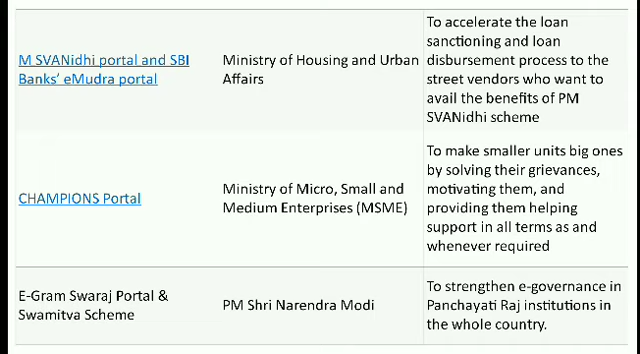 M SVANidhi portal and SBI
Banks' eMudra portal
Ministry of Housing and Urban
Affairs
To accelerate the loan
sanctioning and loan
disbursement process to the
street vendors who want to
avail the benefits of PM
SVANidhi scheme
CHAMPIONS Portal
Ministry of Micro, Small and
Medium Enterprises (MSME)
To make smaller units big ones
by solving their grievances,
motivating them, and
providing them helping
support in all terms as and
whenever required
E-Gram Swaraj Portal &
Swamitva Scheme
PM Shri Narendra Modi
To strengthen e-governance in
Panchayati Raj institutions in
the whole country.